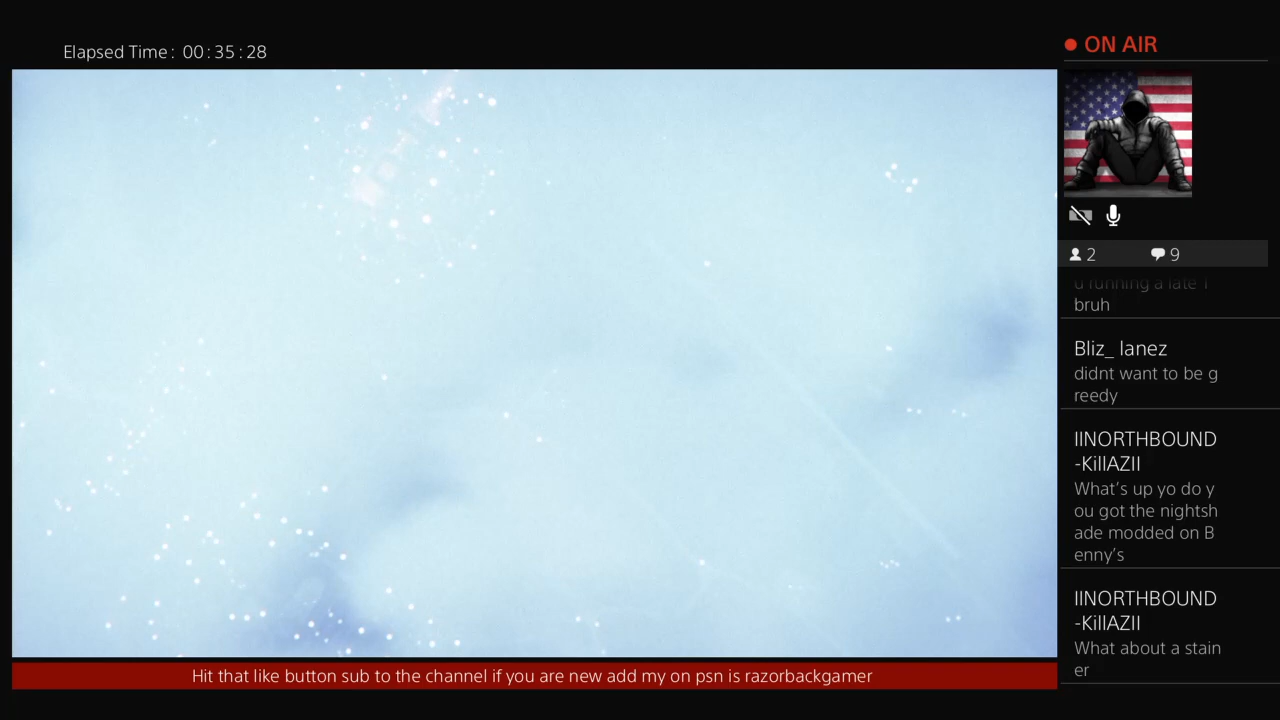 Elapsed Time: 00:35:28
ON AIR
2
9
bruh
Bliz_ lanez
didnt want to be g
reedy
IINORTHBOUND
-KillAZII
What's up yo do y
ou got the nightsh
ade modded on B
enny's
IINORTHBOUND
-KillAZII
What about a stain
er
Hit that like button sub to the channel if you are new add my on psn is razorbackgamer